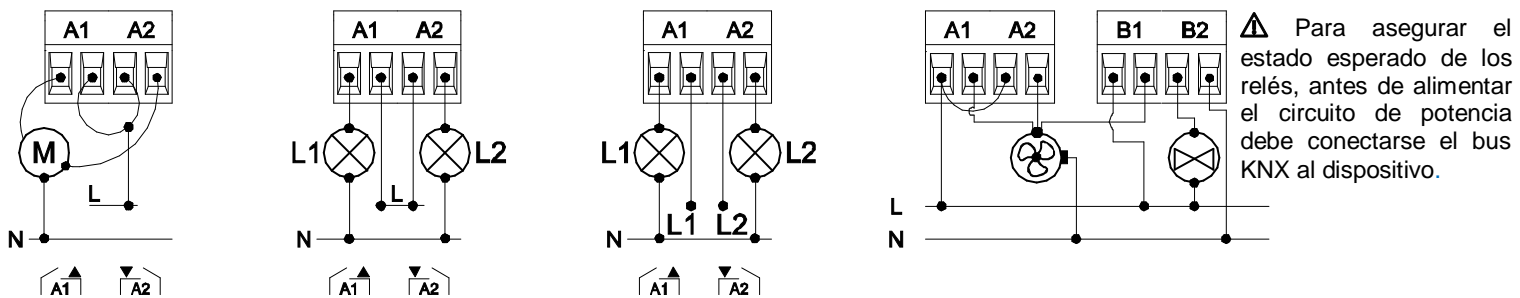 A1 A2
M
L
N
A1 A2
A1 A2
L1 L2
L
N
A1 A2
A1 A2
L1 L2
L1 L2
N
A1 A2
A1 A2 B1 B2
L
N
⚠ Para asegurar el
estado esperado de los
relés, antes de alimentar
el circuito de potencia
debe conectarse el bus
KNX al dispositivo.